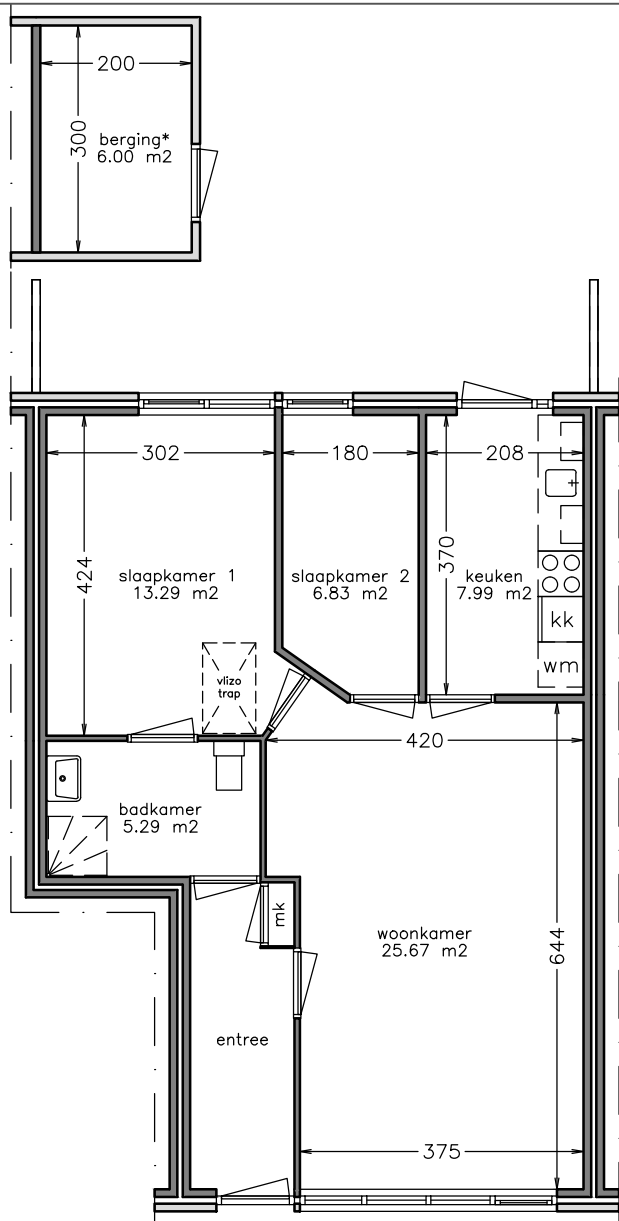 200
300
berging*
6.00 m2
302
180
208
424
370
slaapkamer 1
13.29 m2
slaapkamer 2
6.83 m2
keuken
7.99 m2
kk
wm
vlizo
trap
420
badkamer
5.29 m2
mk
woonkamer
25.67 m2
644
entree
375